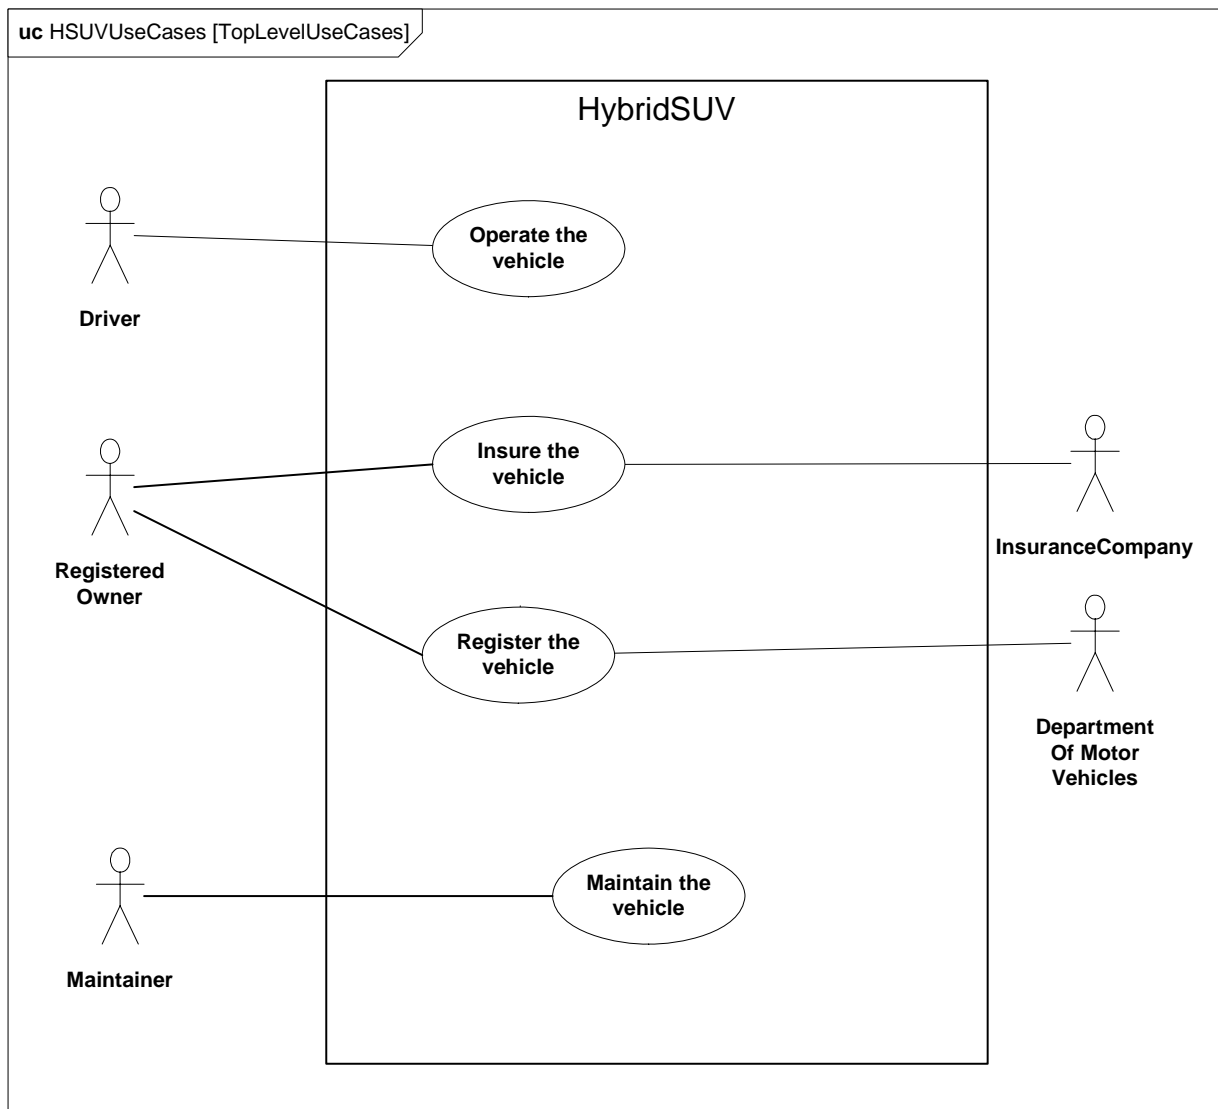 uc HSUVUseCases [TopLevelUseCases]
HybridSUV
Operate the
vehicle
Driver
Insure the
vehicle
InsuranceCompany
Registered
Owner
Register the
vehicle
Department
Of Motor
Vehicles
Maintain the
vehicle
Maintainer